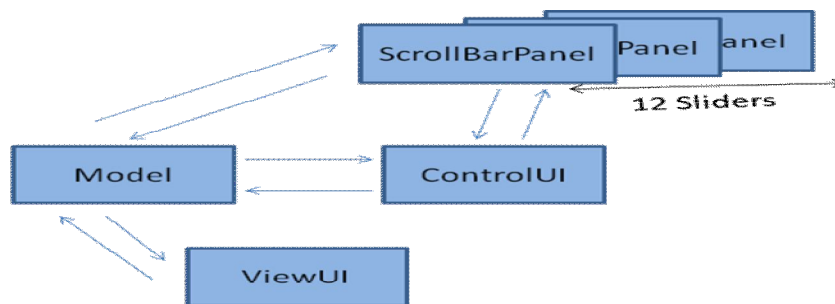 ScrollBarPanel Panel anel
12 Sliders
Model
ControlUI
ViewUI